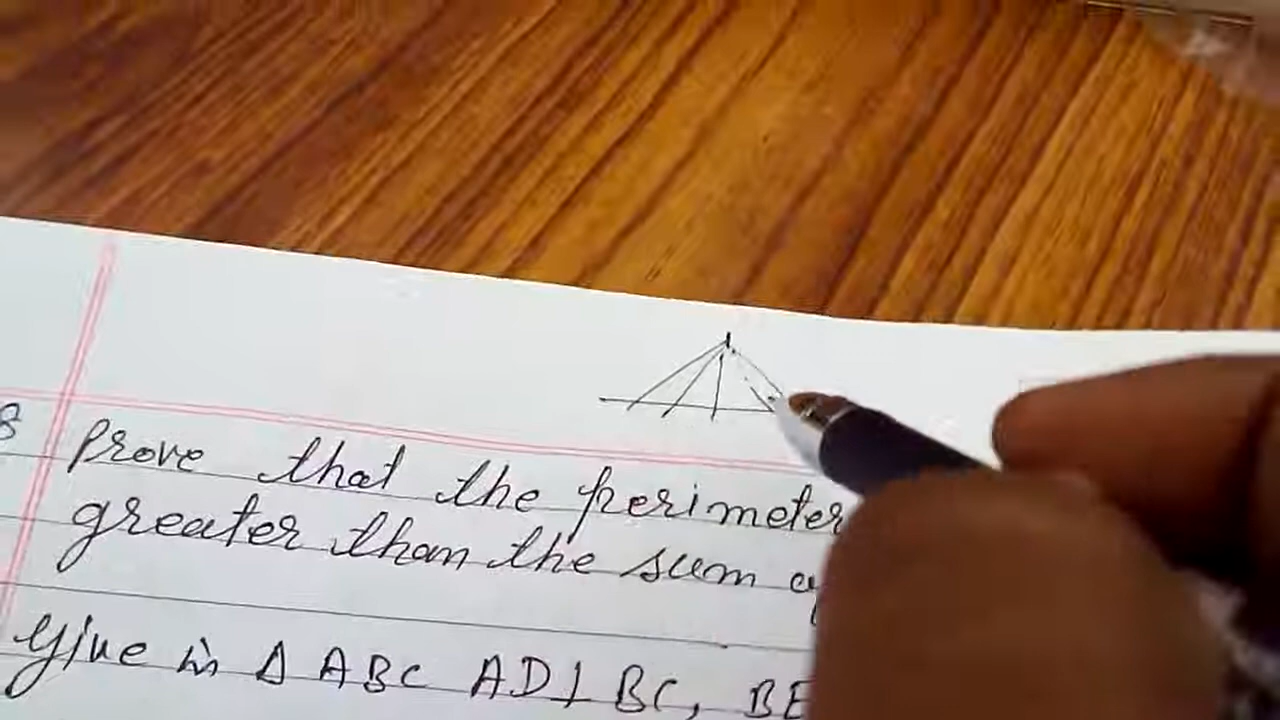 8 Prove that the perimeter
greater than the sum
Give in Δ ABC AD⊥BC, BE